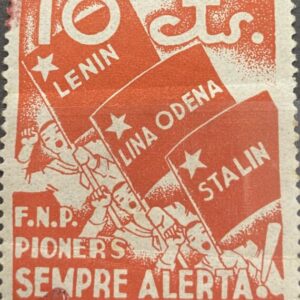 10 cts.
LENIN
LINA ODENA
STALIN
F.N.P.
PIONERS
SEMPRE ALERTA!